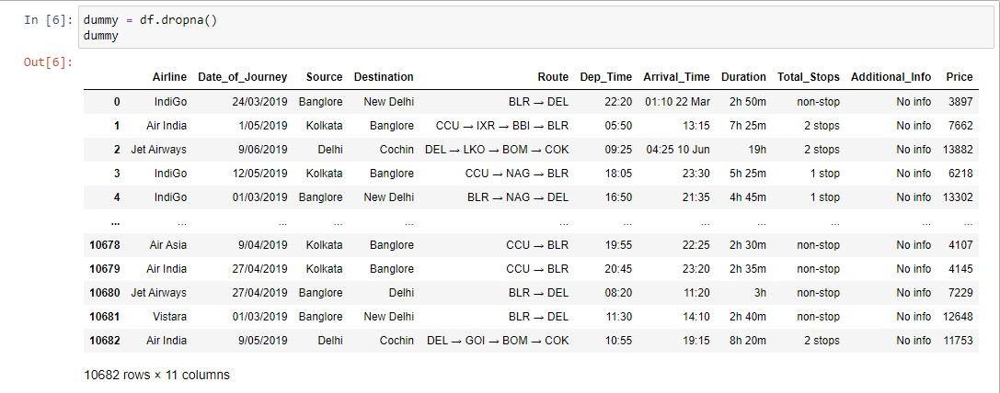 In [6]: dummy = df.dropna()
dummy
Out[6]:
Airline Date_of_Journey Source Destination Route Dep_Time Arrival_Time Duration Total_Stops Additional_Info Price
0 IndiGo 24/03/2019 Banglore New Delhi BLR → DEL 22:20 01:10 22 Mar 2h 50m non-stop No info 3897
1 Air India 1/05/2019 Kolkata Banglore CCU → IXR → BBI → BLR 05:50 13:15 7h 25m 2 stops No info 7662
2 Jet Airways 9/06/2019 Delhi Cochin DEL → LKO → BOM → COK 09:25 04:25 10 Jun 19h 2 stops No info 13882
3 IndiGo 12/05/2019 Kolkata Banglore CCU → NAG → BLR 18:05 23:30 5h 25m 1 stop No info 6218
4 IndiGo 01/03/2019 Banglore New Delhi BLR → NAG → DEL 16:50 21:35 4h 45m 1 stop No info 13302
... ... ... ... ... ... ... ... ... ... ... ...
10678 Air Asia 9/04/2019 Kolkata Banglore CCU → BLR 19:55 22:25 2h 30m non-stop No info 4107
10679 Air India 27/04/2019 Kolkata Banglore CCU → BLR 20:45 23:20 2h 35m non-stop No info 4145
10680 Jet Airways 27/04/2019 Banglore Delhi BLR → DEL 08:20 11:20 3h non-stop No info 7229
10681 Vistara 01/03/2019 Banglore New Delhi BLR → DEL 11:30 14:10 2h 40m non-stop No info 12648
10682 Air India 9/05/2019 Delhi Cochin DEL → GOI → BOM → COK 10:55 19:15 8h 20m 2 stops No info 11753
10682 rows × 11 columns